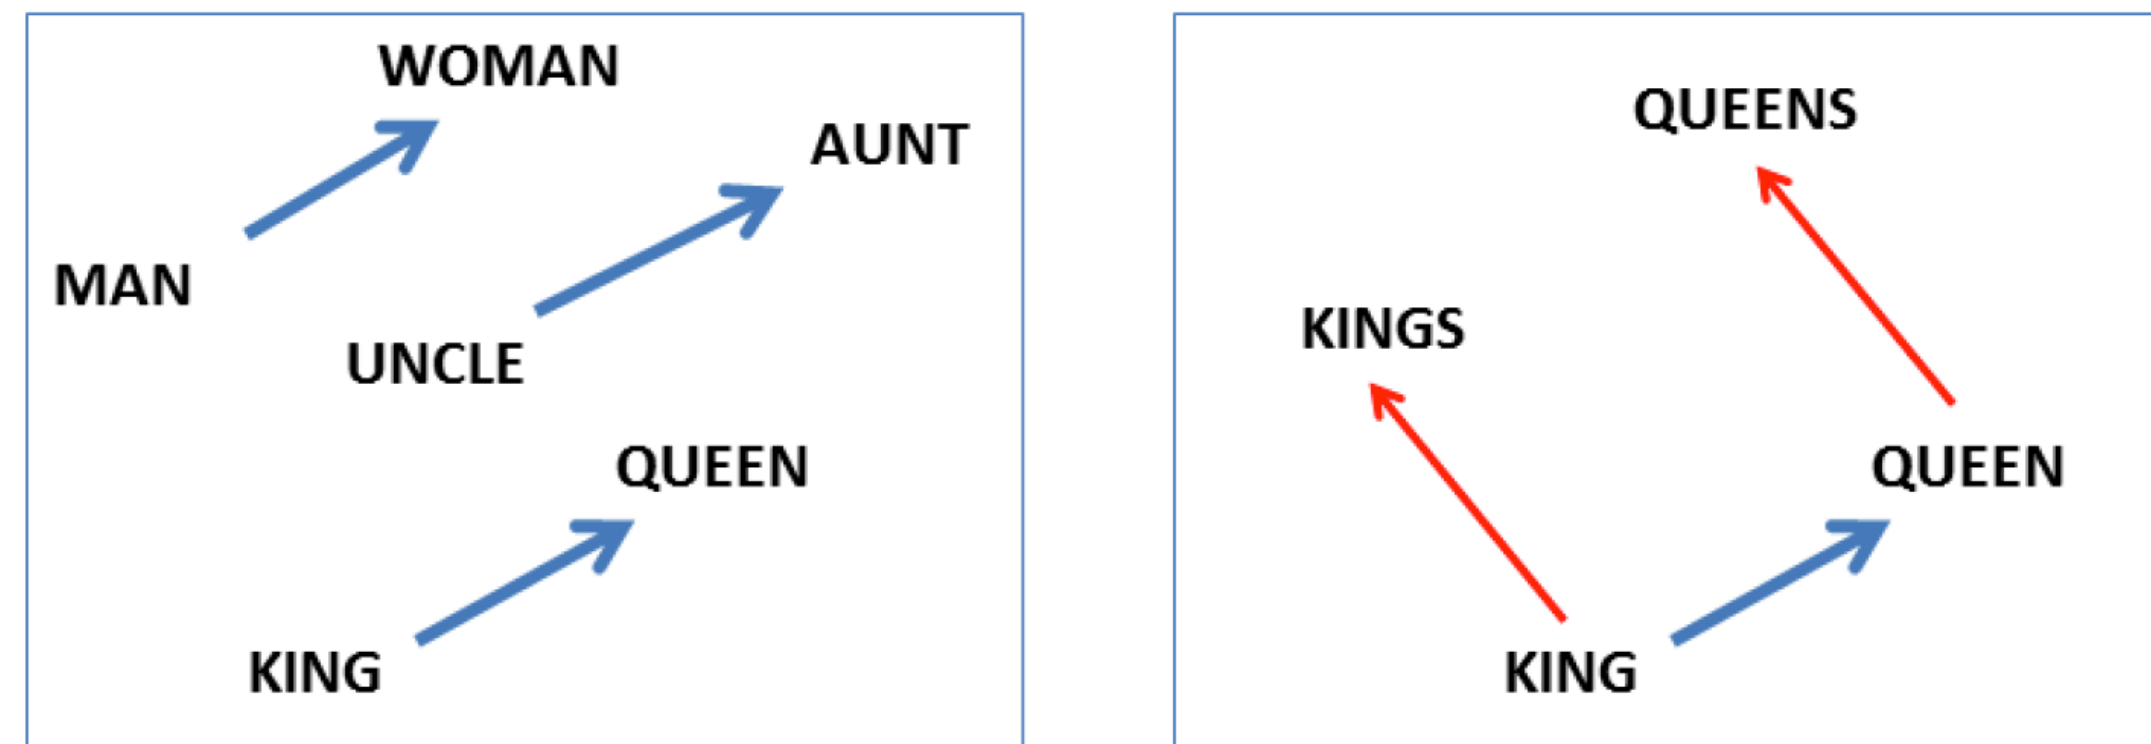 WOMAN
AUNT
MAN
UNCLE
QUEEN
KING
QUEENS
KINGS
QUEEN
KING